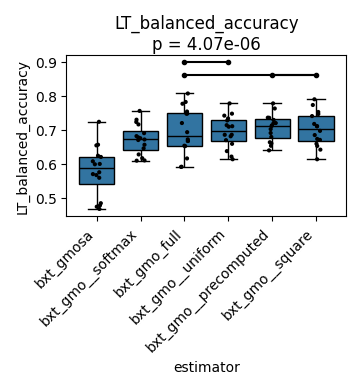 LT_balanced_accuracy
p = 4.07e-06
LT_balanced_accuracy
0.9
0.8
0.7
0.6
0.5
bxt_gmosa
bxt_gmo__softmax
bxt_gmo_full
bxt_gmo__uniform
bxt_gmo__precomputed
bxt_gmo__square
estimator